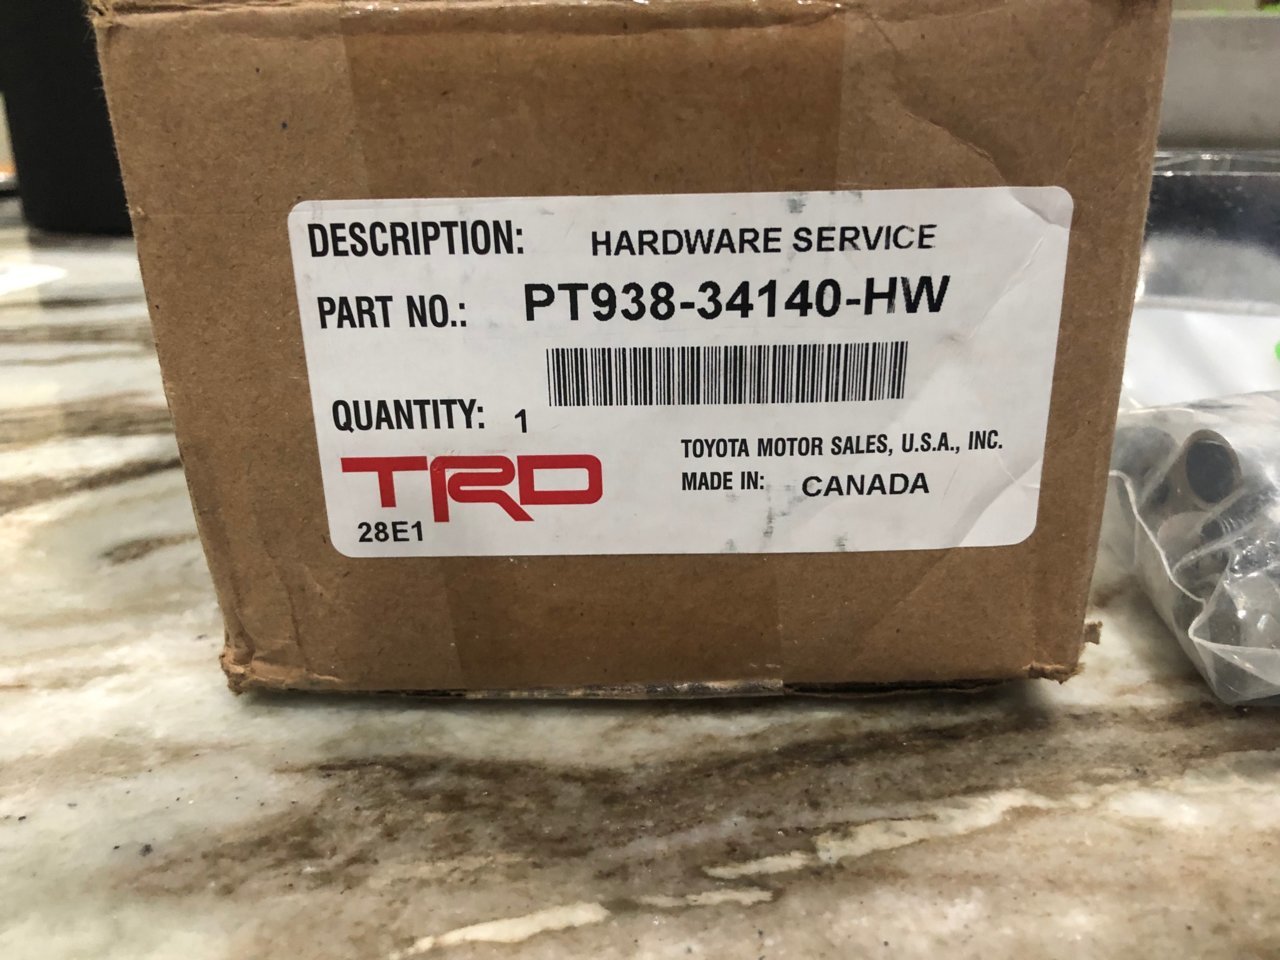 DESCRIPTION: HARDWARE SERVICE
PART NO.: PT938-34140-HW
QUANTITY: 1
TOYOTA MOTOR SALES, U.S.A., INC.
MADE IN: CANADA
TRD
28E1